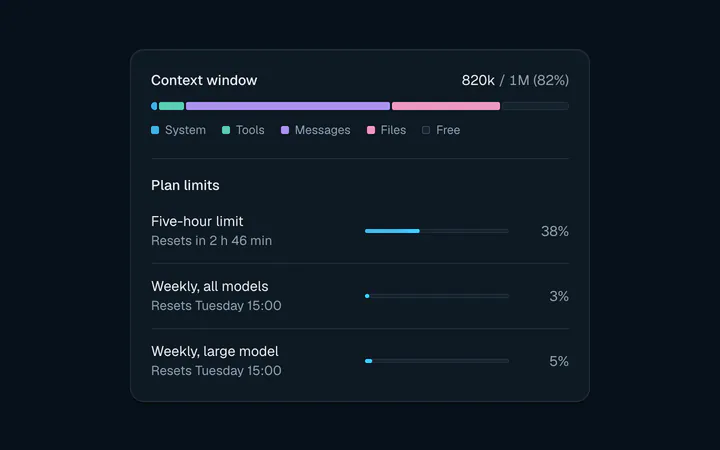 Context window 820k / 1M (82%)
System Tools Messages Files Free
Plan limits
Five-hour limit
Resets in 2 h 46 min
38%
Weekly, all models
Resets Tuesday 15:00
3%
Weekly, large model
Resets Tuesday 15:00
5%